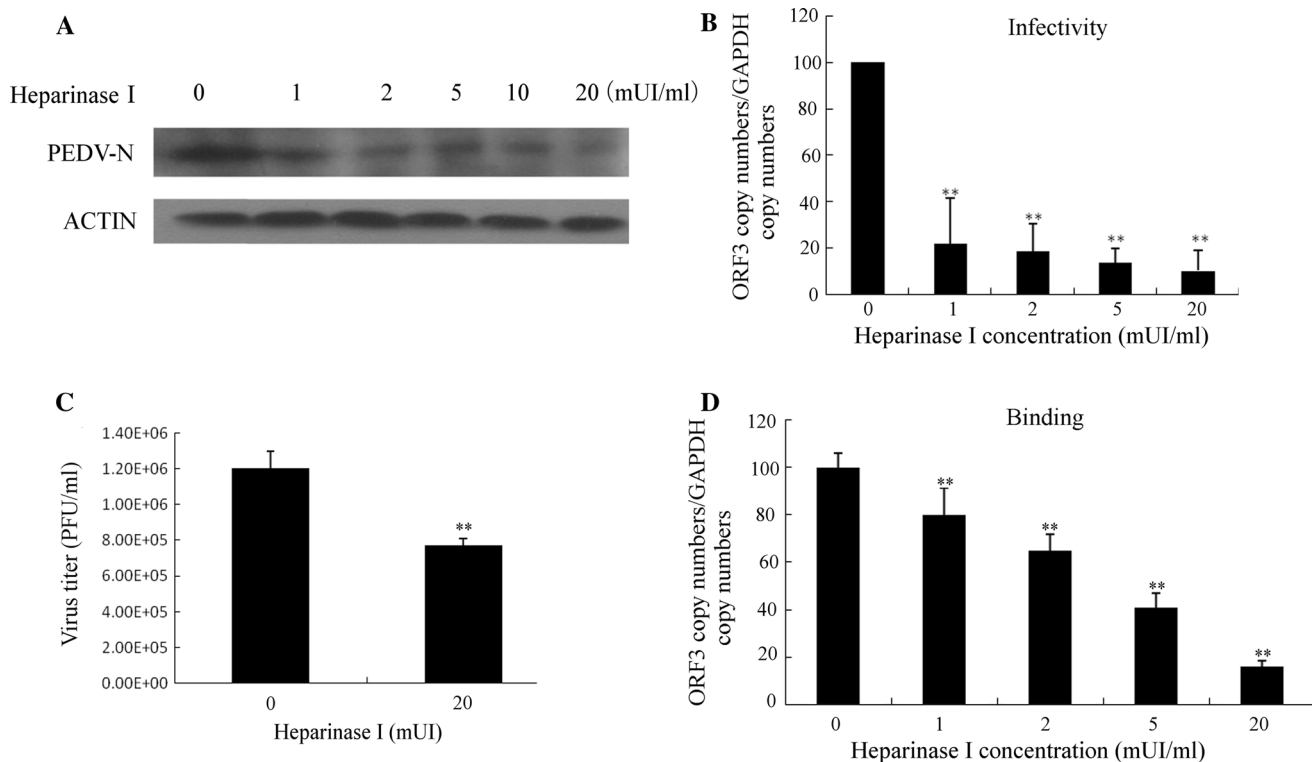 A
Heparinase I 0 1 2 5 10 20 (mUI/ml)
PEDV-N
ACTIN
B
Infectivity
ORF3 copy numbers/GAPDH
copy numbers
120
100
80
60
40
20
0
** ** ** **
0 1 2 5 20
Heparinase I concentration (mUI/ml)
C
Virus titer (PFU/ml)
1.40E+06
1.20E+06
1.00E+06
8.00E+05
6.00E+05
4.00E+05
2.00E+05
0.00E+00
**
0 20
Heparinase I (mUI)
D
Binding
ORF3 copy numbers/GAPDH
copy numbers
120
100
80
60
40
20
0
** ** ** **
0 1 2 5 20
Heparinase I concentration (mUI/ml)